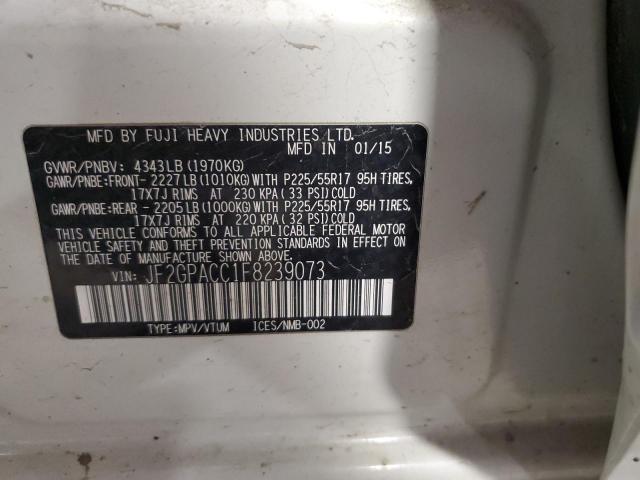 MFD BY FUJI HEAVY INDUSTRIES LTD.
MFD IN 01/15
GVWR/PNBV: 4343LB (1970KG)
GAWR/PNBE:FRONT- 2227LB (1010KG) WITH P225/55R17 95H TIRES,
17X7J RIMS AT 230 KPA (33 PSI) COLD
GAWR/PNBE:REAR - 2205LB (1000KG) WITH P225/55R17 95H TIRES,
17X7J RIMS AT 220 KPA (32 PSI) COLD
THIS VEHICLE CONFORMS TO ALL APPLICABLE FEDERAL MOTOR
VEHICLE SAFETY AND THEFT PREVENTION STANDARDS IN EFFECT ON
THE DATE OF MANUFACTURE SHOWN ABOVE.
VIN: JF2GPACC1F8239073
TYPE:MPV/VTUM ICES/NMB-002